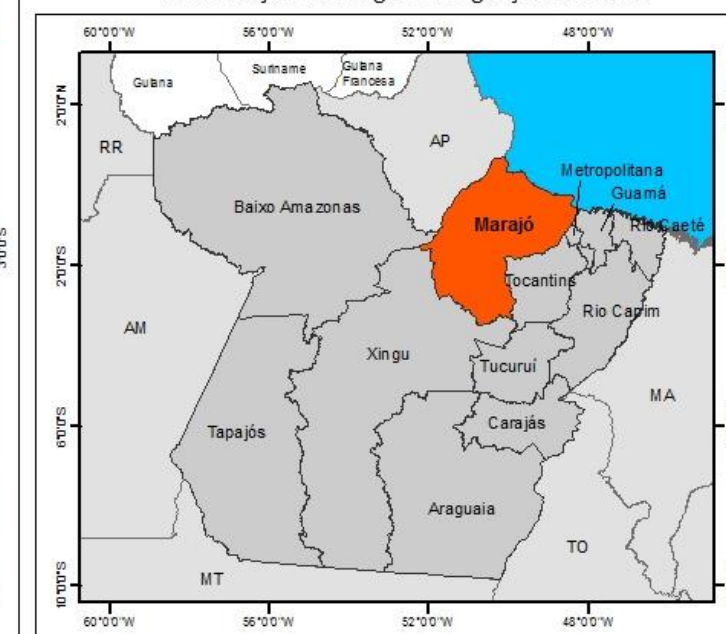 60°0'0"W 56°0'0"W 52°0'0"W 48°0'0"W
Suriname
Guiana
Guiana
Francesa
2°0'0"N
RR
AP
Metropolitana
Guamá
Baixo Amazonas
Marajó
Rio Caeté
2°0'0"S
Tocantins
Rio Capim
AM
Xingu
Tucuruí
MA
Carajás
6°0'0"S
Tapajós
Araguaia
TO
MT
10°0'0"S
60°0'0"W 56°0'0"W 52°0'0"W 48°0'0"W